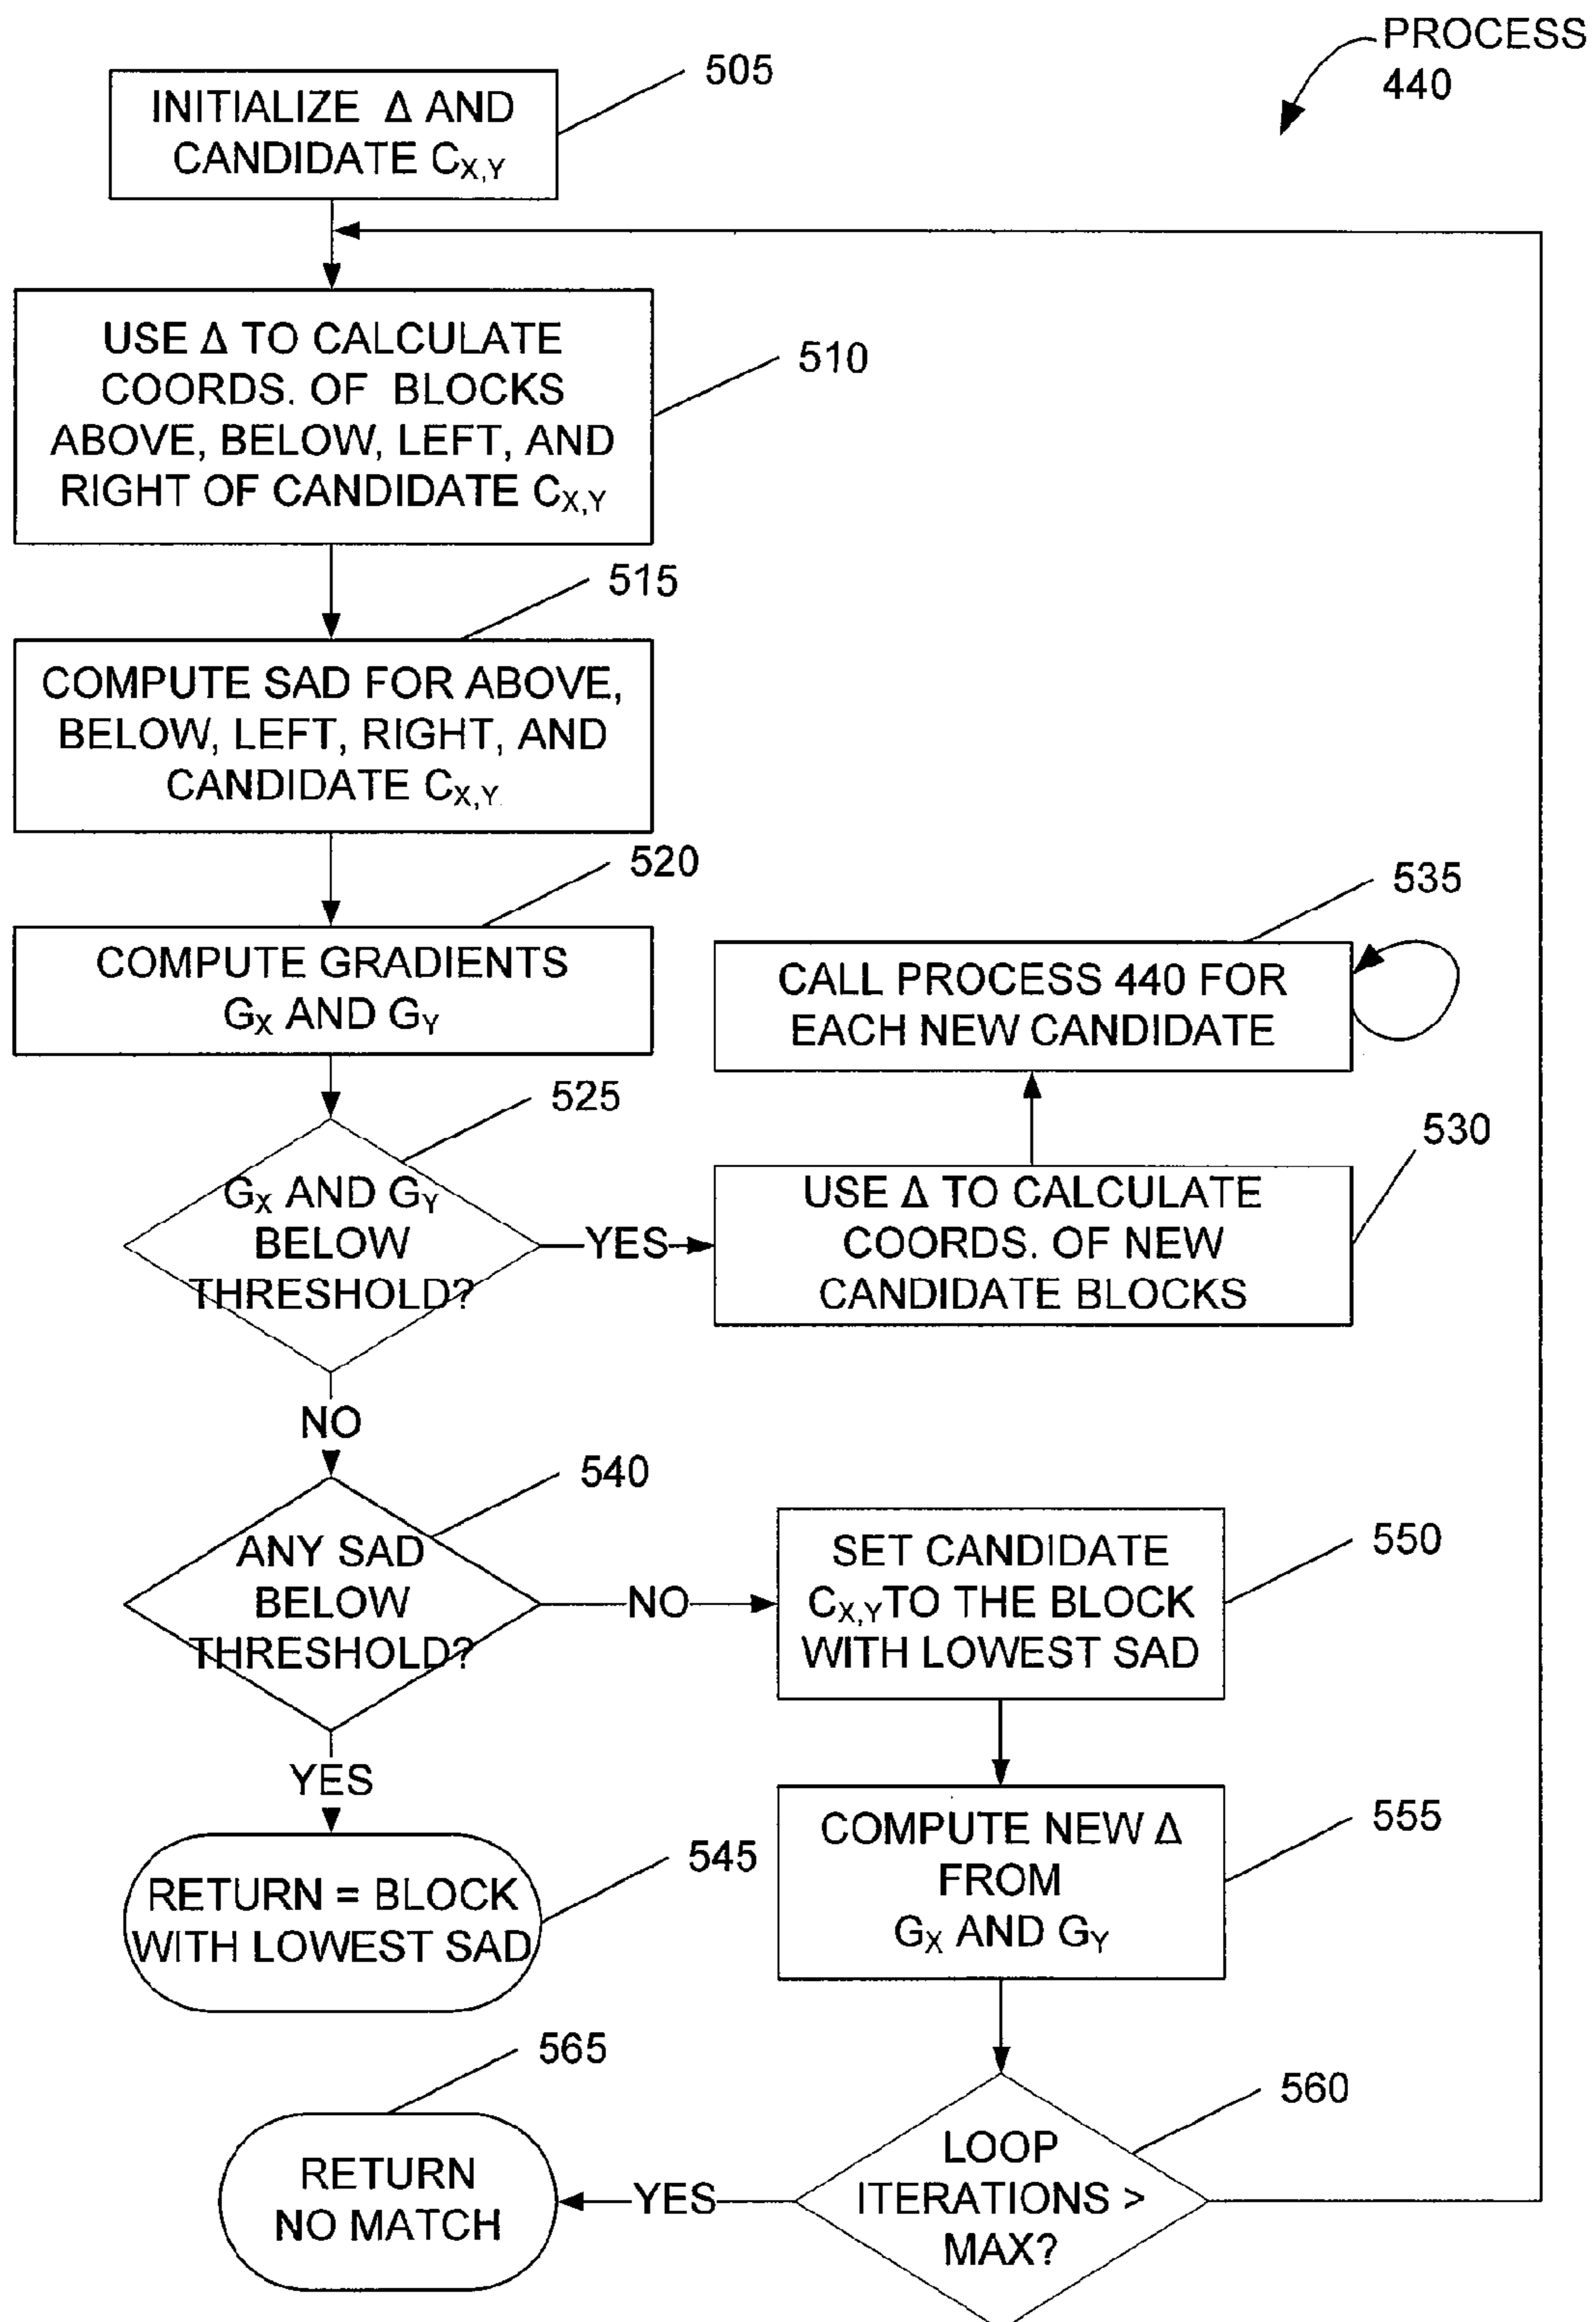 PROCESS
440
505
INITIALIZE Δ AND
CANDIDATE CX,Y
510
USE Δ TO CALCULATE
COORDS. OF BLOCKS
ABOVE, BELOW, LEFT, AND
RIGHT OF CANDIDATE CX,Y
515
COMPUTE SAD FOR ABOVE,
BELOW, LEFT, RIGHT, AND
CANDIDATE CX,Y
520
COMPUTE GRADIENTS
GX AND GY
535
CALL PROCESS 440 FOR
EACH NEW CANDIDATE
525
GX AND GY
BELOW
THRESHOLD?
YES
530
USE Δ TO CALCULATE
COORDS. OF NEW
CANDIDATE BLOCKS
NO
540
ANY SAD
BELOW
THRESHOLD?
NO
550
SET CANDIDATE
CX,Y TO THE BLOCK
WITH LOWEST SAD
YES
545
RETURN = BLOCK
WITH LOWEST SAD
555
COMPUTE NEW Δ
FROM
GX AND GY
565
RETURN
NO MATCH
YES
560
LOOP
ITERATIONS >
MAX?